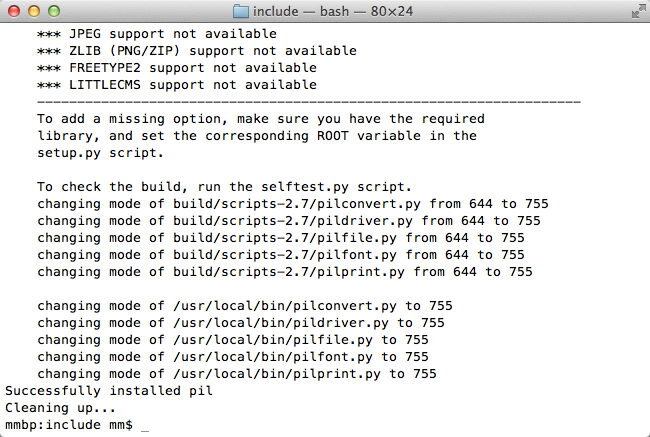 include — bash — 80×24
*** JPEG support not available
*** ZLIB (PNG/ZIP) support not available
*** FREETYPE2 support not available
*** LITTLECMS support not available
--------------------------------------------------------------------
To add a missing option, make sure you have the required
library, and set the corresponding ROOT variable in the
setup.py script.
To check the build, run the selftest.py script.
changing mode of build/scripts-2.7/pilconvert.py from 644 to 755
changing mode of build/scripts-2.7/pildriver.py from 644 to 755
changing mode of build/scripts-2.7/pilfile.py from 644 to 755
changing mode of build/scripts-2.7/pilfont.py from 644 to 755
changing mode of build/scripts-2.7/pilprint.py from 644 to 755
changing mode of /usr/local/bin/pilconvert.py to 755
changing mode of /usr/local/bin/pildriver.py to 755
changing mode of /usr/local/bin/pilfile.py to 755
changing mode of /usr/local/bin/pilfont.py to 755
changing mode of /usr/local/bin/pilprint.py to 755
Successfully installed pil
Cleaning up...
mmbp:include mm$ _